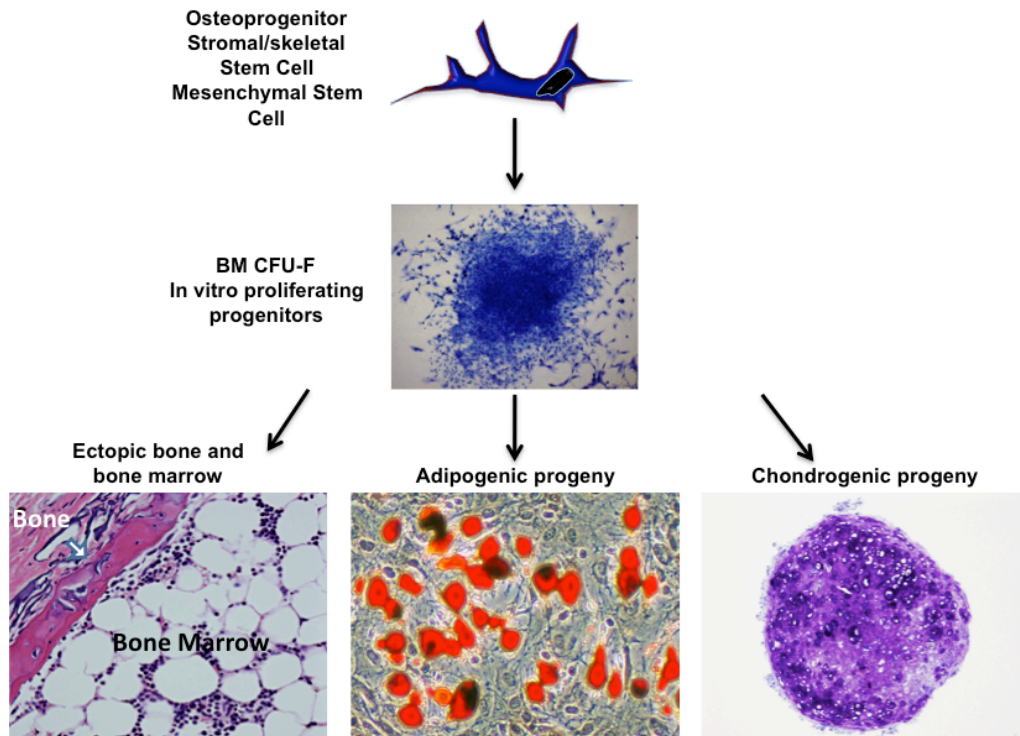 Osteoprogenitor
Stromal/skeletal
Stem Cell
Mesenchymal Stem
Cell
BM CFU-F
In vitro proliferating
progenitors
Ectopic bone and
bone marrow
Adipogenic progeny
Chondrogenic progeny
Bone
Bone Marrow